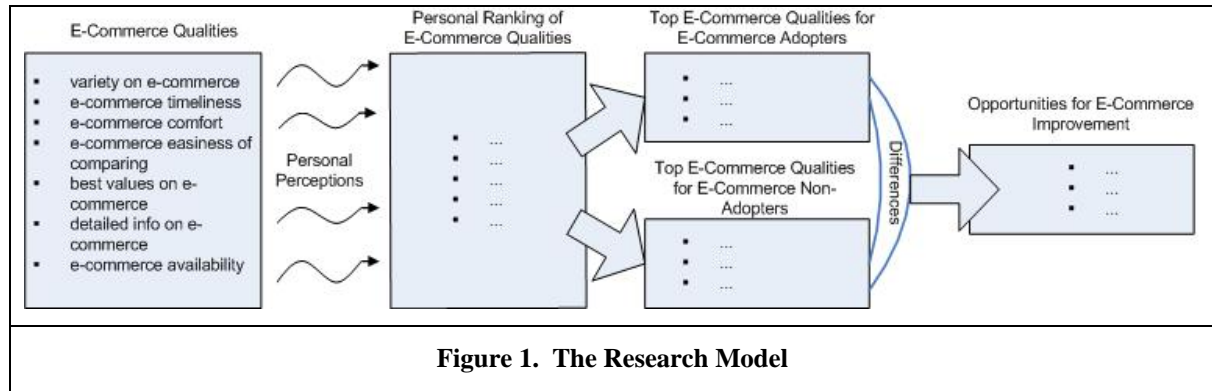 E-Commerce Qualities
▪ variety on e-commerce
▪ e-commerce timeliness
▪ e-commerce comfort
▪ e-commerce easiness of
comparing
▪ best values on e-
commerce
▪ detailed info on e-
commerce
▪ e-commerce availability
Personal
Perceptions
Personal Ranking of
E-Commerce Qualities
▪ ...
▪ ...
▪ ...
▪ ...
▪ ...
Top E-Commerce Qualities for
E-Commerce Adopters
▪ ...
▪ ...
▪ ...
Top E-Commerce Qualities
for E-Commerce Non-
Adopters
▪ ...
▪ ...
▪ ...
Differences
Opportunities for E-Commerce
Improvement
▪ ...
▪ ...
▪ ...
Figure 1. The Research Model